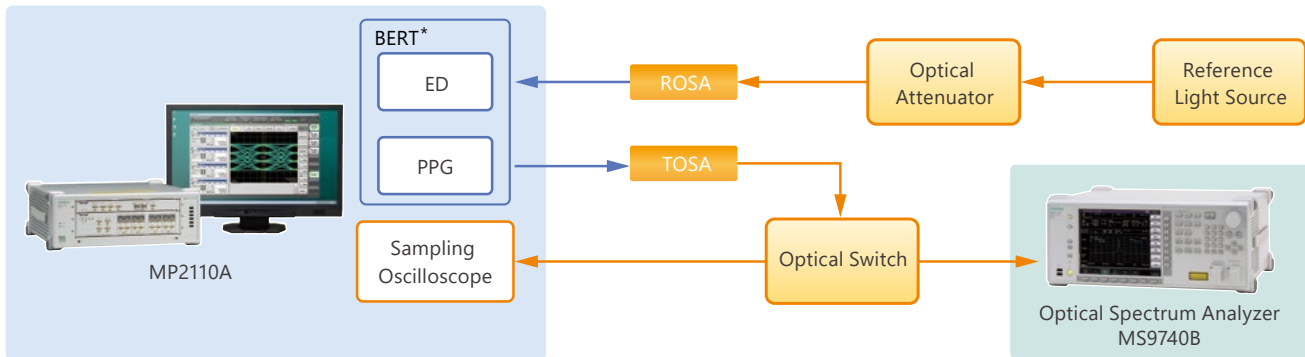 BERT*
ED
PPG
Sampling
Oscilloscope
MP2110A
ROSA
TOSA
Optical
Attenuator
Reference
Light Source
Optical Switch
Optical Spectrum Analyzer
MS9740B